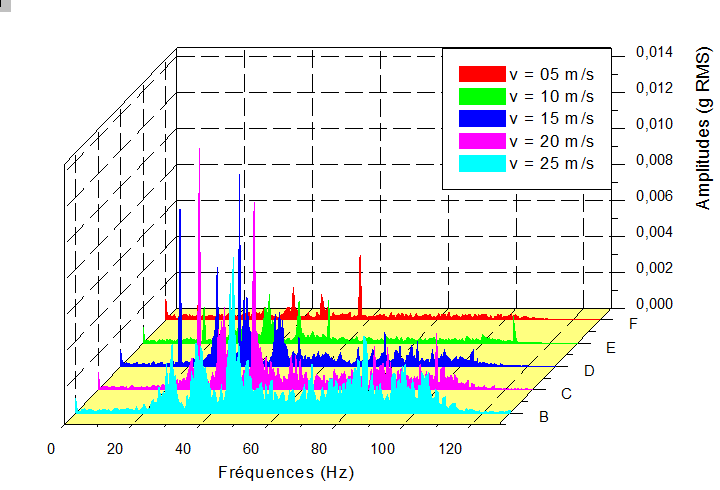 0,014
v = 05 m/s
0,012
v = 10 m/s
v = 15 m/s
0,010
v = 20 m/s
v = 25 m/s
0,008
0,006
0,004
0,002
0,000
Amplitudes (g RMS)
F
E
D
C
B
0 20 40 60 80 100 120
Fréquences (Hz)